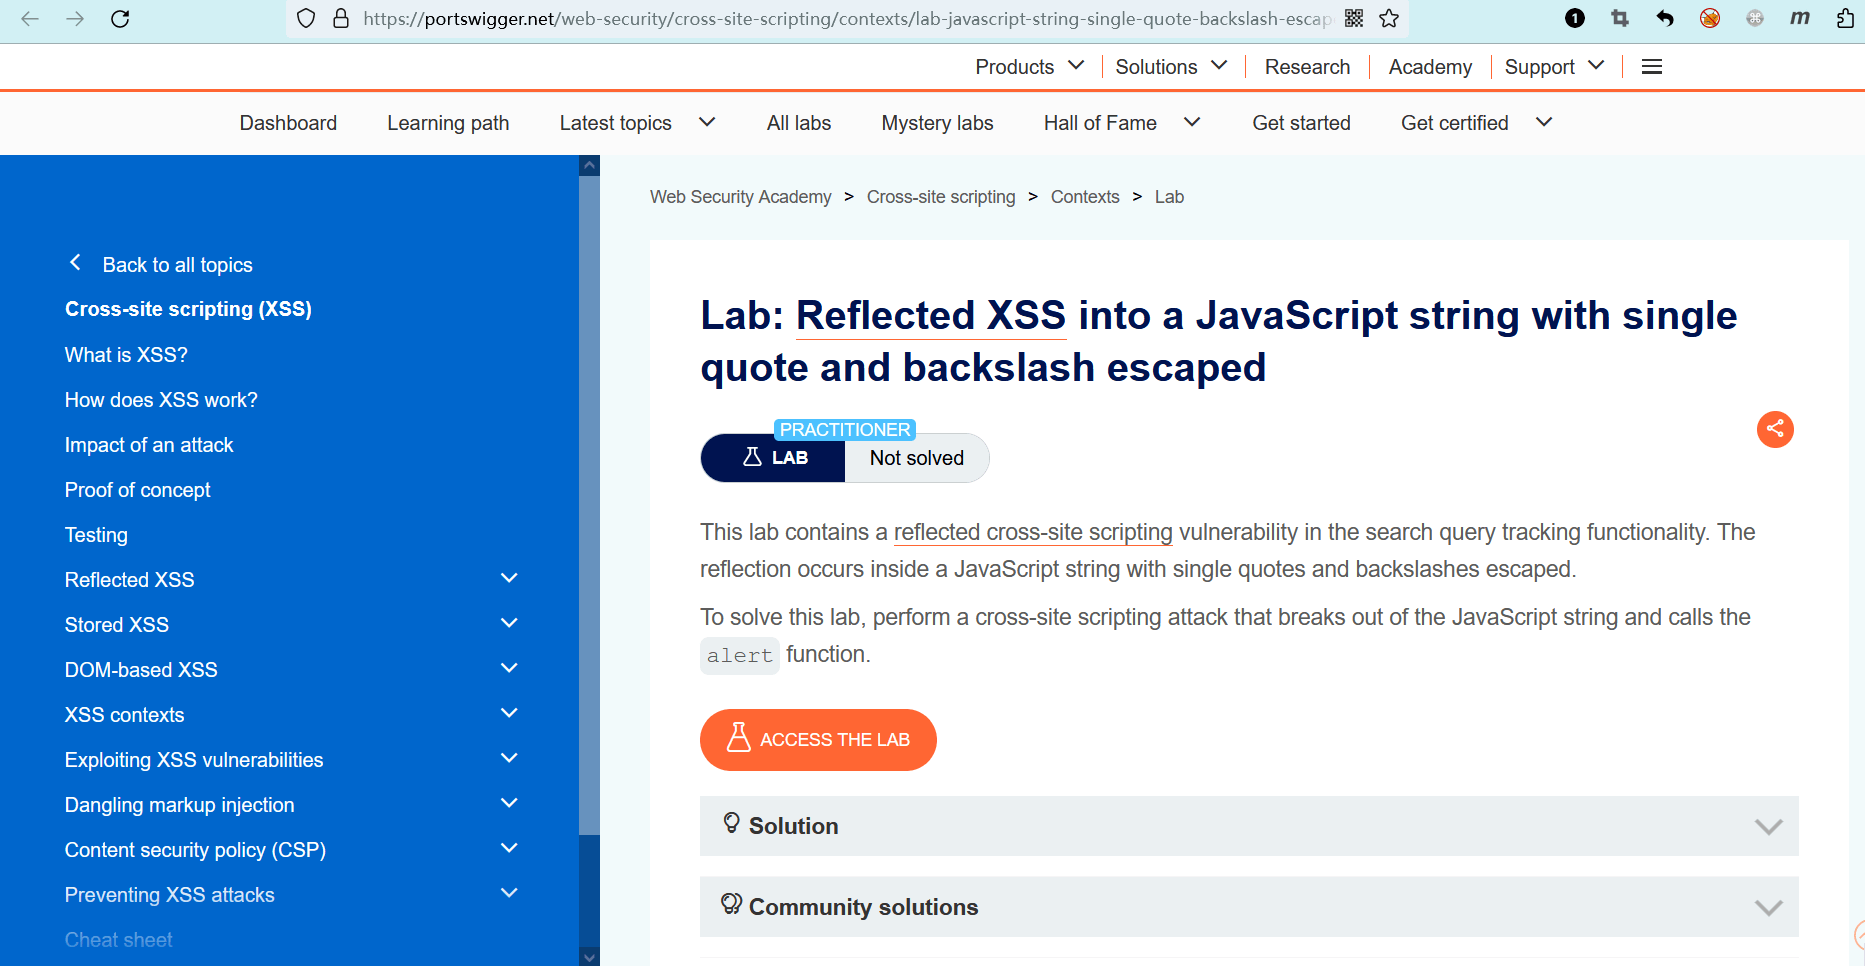 https://portswigger.net/web-security/cross-site-scripting/contexts/lab-javascript-string-single-quote-backslash-escap
1
m
Products
Solutions
Research
Academy
Support
Dashboard
Learning path
Latest topics
All labs
Mystery labs
Hall of Fame
Get started
Get certified
Back to all topics
Cross-site scripting (XSS)
What is XSS?
How does XSS work?
Impact of an attack
Proof of concept
Testing
Reflected XSS
Stored XSS
DOM-based XSS
XSS contexts
Exploiting XSS vulnerabilities
Dangling markup injection
Content security policy (CSP)
Preventing XSS attacks
Cheat sheet
Web Security Academy > Cross-site scripting > Contexts > Lab
Lab: Reflected XSS into a JavaScript string with single
quote and backslash escaped
PRACTITIONER
LAB
Not solved
This lab contains a reflected cross-site scripting vulnerability in the search query tracking functionality. The
reflection occurs inside a JavaScript string with single quotes and backslashes escaped.
To solve this lab, perform a cross-site scripting attack that breaks out of the JavaScript string and calls the
alert function.
ACCESS THE LAB
Solution
Community solutions